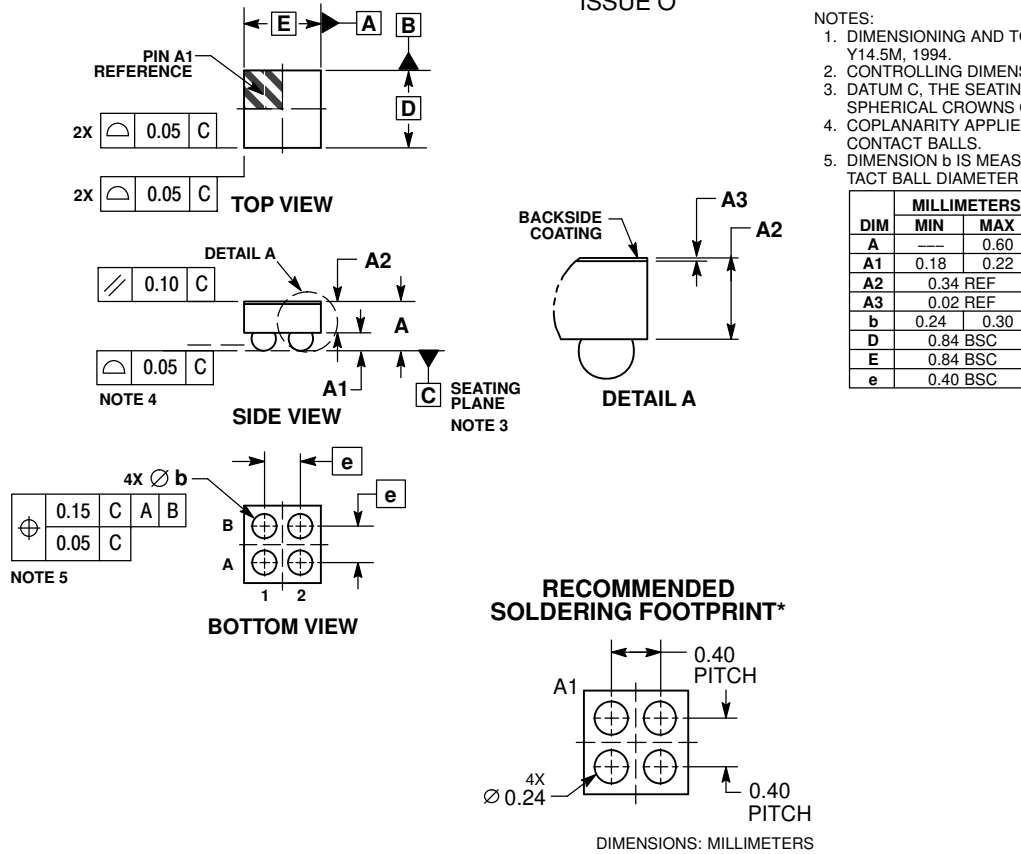 ISSUE O
E
A
B
PIN A1
REFERENCE
D
2X 0.05 C
2X 0.05 C
TOP VIEW
NOTES:
1. DIMENSIONING AND
Y14.5M, 1994.
2. CONTROLLING
3. DATUM C, THE
SPHERICAL CROWNS
4. COPLANARITY
CONTACT BALLS.
5. DIMENSION b IS
TACT BALL DIAMETER
MILLIMETERS
DIM MIN MAX
A --- 0.60
A1 0.18 0.22
A2 0.34 REF
A3 0.02 REF
b 0.24 0.30
D 0.84 BSC
E 0.84 BSC
e 0.40 BSC
DETAIL A
A2
⫽ 0.10 C
A
0.05 C
NOTE 4
A1
C SEATING
PLANE
NOTE 3
SIDE VIEW
BACKSIDE
COATING
A3
A2
DETAIL A
e
4X ∅ b
e
⌖ 0.15 C A B
0.05 C
NOTE 5
B
A
1 2
BOTTOM VIEW
RECOMMENDED
SOLDERING FOOTPRINT*
0.40
PITCH
A1
4X
∅ 0.24
0.40
PITCH
DIMENSIONS: MILLIMETERS